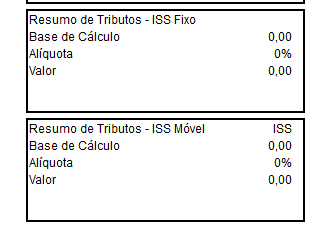 Resumo de Tributos - ISS Fixo
Base de Cálculo 0,00
Alíquota 0%
Valor 0,00
Resumo de Tributos - ISS Móvel ISS
Base de Cálculo 0,00
Alíquota 0%
Valor 0,00